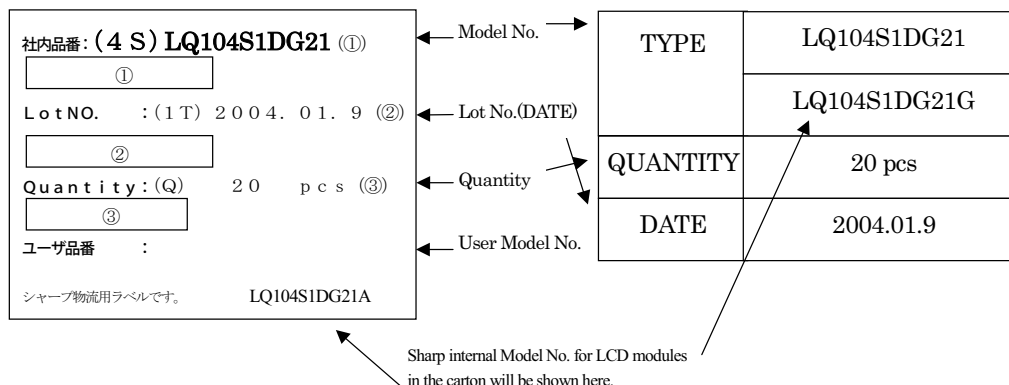 社内品番:(4S)LQ104S1DG21 (①)
①
LotNO. :(1T) 2004. 01. 9 (②)
②
Quantity:(Q) 20 pcs (③)
③
ユーザ品番 :
シャープ物流用ラベルです。 LQ104S1DG21A
Model No.
Lot No.(DATE)
Quantity
User Model No.
TYPE LQ104S1DG21
LQ104S1DG21G
QUANTITY 20 pcs
DATE 2004.01.9
Sharp internal Model No. for LCD modules
in the carton will be shown here.